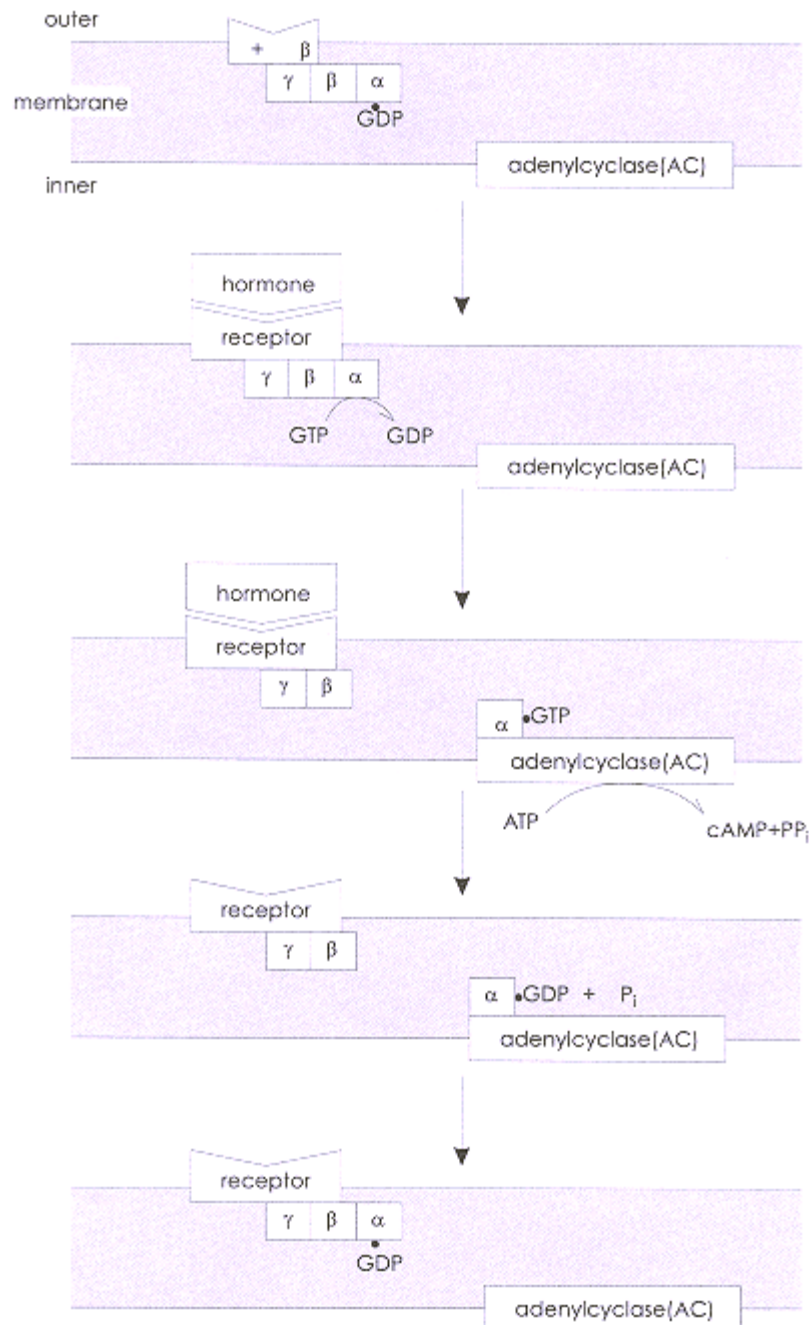 outer
+ β
γ β α
membrane
GDP
adenylcyclase(AC)
inner
hormone
receptor
γ β α
GTP GDP
adenylcyclase(AC)
hormone
receptor
γ β
α GTP
adenylcyclase(AC)
ATP cAMP+PPi
receptor
γ β
α GDP + Pi
adenylcyclase(AC)
receptor
γ β α
GDP
adenylcyclase(AC)